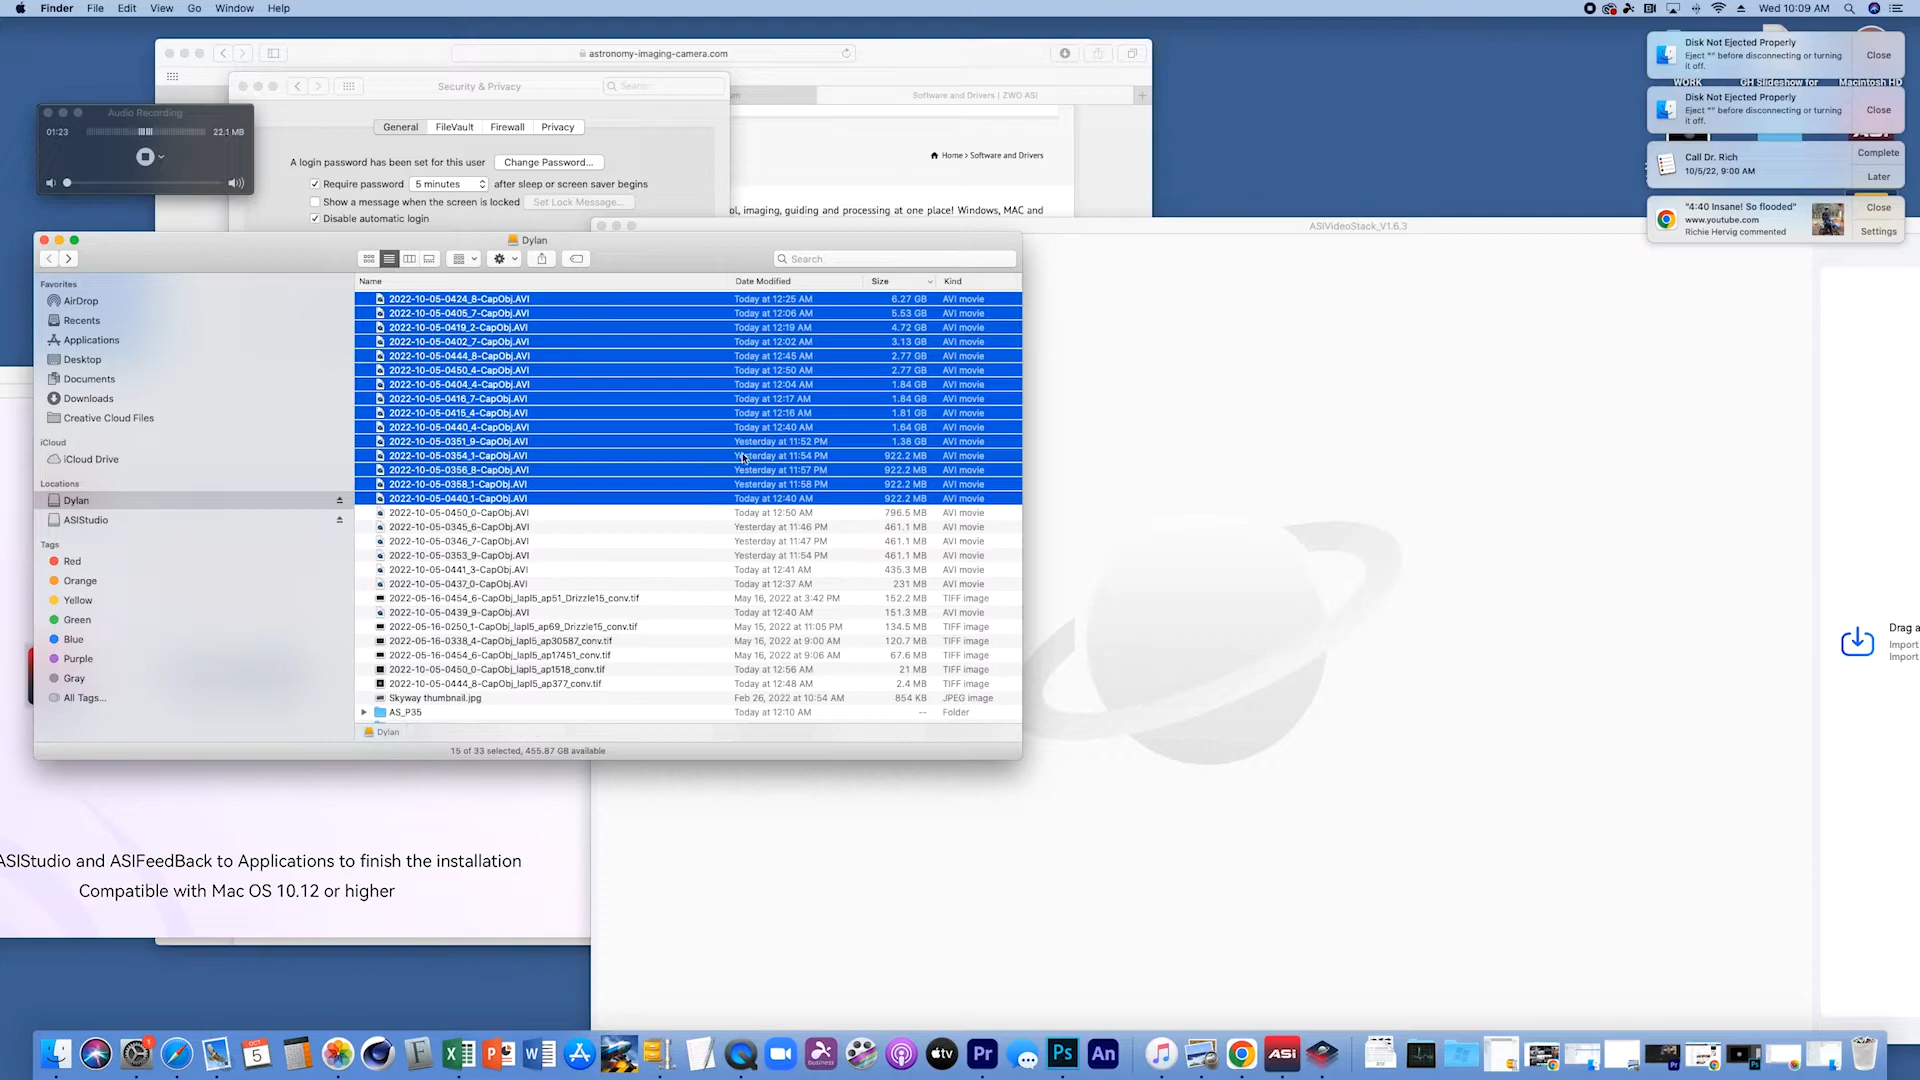 Finder File Edit View Go Window Help Wed 10:09 AM
astronomy-imaging-camera.com
Security & Privacy Search
Software and Drivers | ZWO ASI
Audio Recording
01:23 22.1 MB
General FileVault Firewall Privacy
A login password has been set for this user Change Password...
Require password 5 minutes after sleep or screen saver begins
Show a message when the screen is locked Set Lock Message...
Disable automatic login
Home > Software and Drivers
ol, imaging, guiding and processing at one place! Windows, MAC and
ASIVideoStack_V1.6.3
Disk Not Ejected Properly
Eject "" before disconnecting or turning it off.
Close
WORK GH Slideshow for Macintosh HD
Disk Not Ejected Properly
Eject "" before disconnecting or turning it off.
Close
Call Dr. Rich
10/5/22, 9:00 AM
Complete
Later
"4:40 Insane! So flooded"
www.youtube.com
Richie Hervig commented
Close
Settings
Dylan
Search
Favorites
AirDrop
Recents
Applications
Desktop
Documents
Downloads
Creative Cloud Files
iCloud
iCloud Drive
Locations
Dylan
ASIStudio
Tags
Red
Orange
Yellow
Green
Blue
Purple
Gray
All Tags...
Name Date Modified Size Kind
2022-10-05-0424_8-CapObj.AVI Today at 12:25 AM 6.27 GB AVI movie
2022-10-05-0405_7-CapObj.AVI Today at 12:06 AM 5.53 GB AVI movie
2022-10-05-0419_2-CapObj.AVI Today at 12:19 AM 4.72 GB AVI movie
2022-10-05-0402_7-CapObj.AVI Today at 12:02 AM 3.13 GB AVI movie
2022-10-05-0444_8-CapObj.AVI Today at 12:45 AM 2.77 GB AVI movie
2022-10-05-0450_4-CapObj.AVI Today at 12:50 AM 2.77 GB AVI movie
2022-10-05-0404_4-CapObj.AVI Today at 12:04 AM 1.84 GB AVI movie
2022-10-05-0416_7-CapObj.AVI Today at 12:17 AM 1.84 GB AVI movie
2022-10-05-0415_4-CapObj.AVI Today at 12:16 AM 1.81 GB AVI movie
2022-10-05-0440_4-CapObj.AVI Today at 12:40 AM 1.64 GB AVI movie
2022-10-05-0351_9-CapObj.AVI Yesterday at 11:52 PM 1.38 GB AVI movie
2022-10-05-0354_1-CapObj.AVI Yesterday at 11:54 PM 922.2 MB AVI movie
2022-10-05-0356_8-CapObj.AVI Yesterday at 11:57 PM 922.2 MB AVI movie
2022-10-05-0358_1-CapObj.AVI Yesterday at 11:58 PM 922.2 MB AVI movie
2022-10-05-0440_1-CapObj.AVI Today at 12:40 AM 922.2 MB AVI movie
2022-10-05-0450_0-CapObj.AVI Today at 12:50 AM 796.5 MB AVI movie
2022-10-05-0345_6-CapObj.AVI Yesterday at 11:46 PM 461.1 MB AVI movie
2022-10-05-0346_7-CapObj.AVI Yesterday at 11:47 PM 461.1 MB AVI movie
2022-10-05-0353_9-CapObj.AVI Yesterday at 11:54 PM 461.1 MB AVI movie
2022-10-05-0441_3-CapObj.AVI Today at 12:41 AM 435.3 MB AVI movie
2022-10-05-0437_0-CapObj.AVI Today at 12:37 AM 231 MB AVI movie
2022-05-16-0454_6-CapObj_lapl5_ap51_Drizzle15_conv.tif May 16, 2022 at 3:42 PM 152.2 MB TIFF image
2022-10-05-0439_9-CapObj.AVI Today at 12:40 AM 151.3 MB AVI movie
2022-05-16-0250_1-CapObj_lapl5_ap69_Drizzle15_conv.tif May 15, 2022 at 11:05 PM 134.5 MB TIFF image
2022-05-16-0338_4-CapObj_lapl5_ap30587_conv.tif May 16, 2022 at 9:00 AM 120.7 MB TIFF image
2022-05-16-0454_6-CapObj_lapl5_ap17451_conv.tif May 16, 2022 at 9:06 AM 67.6 MB TIFF image
2022-10-05-0450_0-CapObj_lapl5_ap1518_conv.tif Today at 12:56 AM 21 MB TIFF image
2022-10-05-0444_8-CapObj_lapl5_ap377_conv.tif Today at 12:48 AM 2.4 MB TIFF image
Skyway thumbnail.jpg Feb 26, 2022 at 10:54 AM 854 KB JPEG image
AS_P35 Today at 12:10 AM -- Folder
Dylan
15 of 33 selected, 455.87 GB available
Drag a
Import
Import
ASIStudio and ASIFeedBack to Applications to finish the installation
Compatible with Mac OS 10.12 or higher
OCT 5 tv Pr Ps An ASI